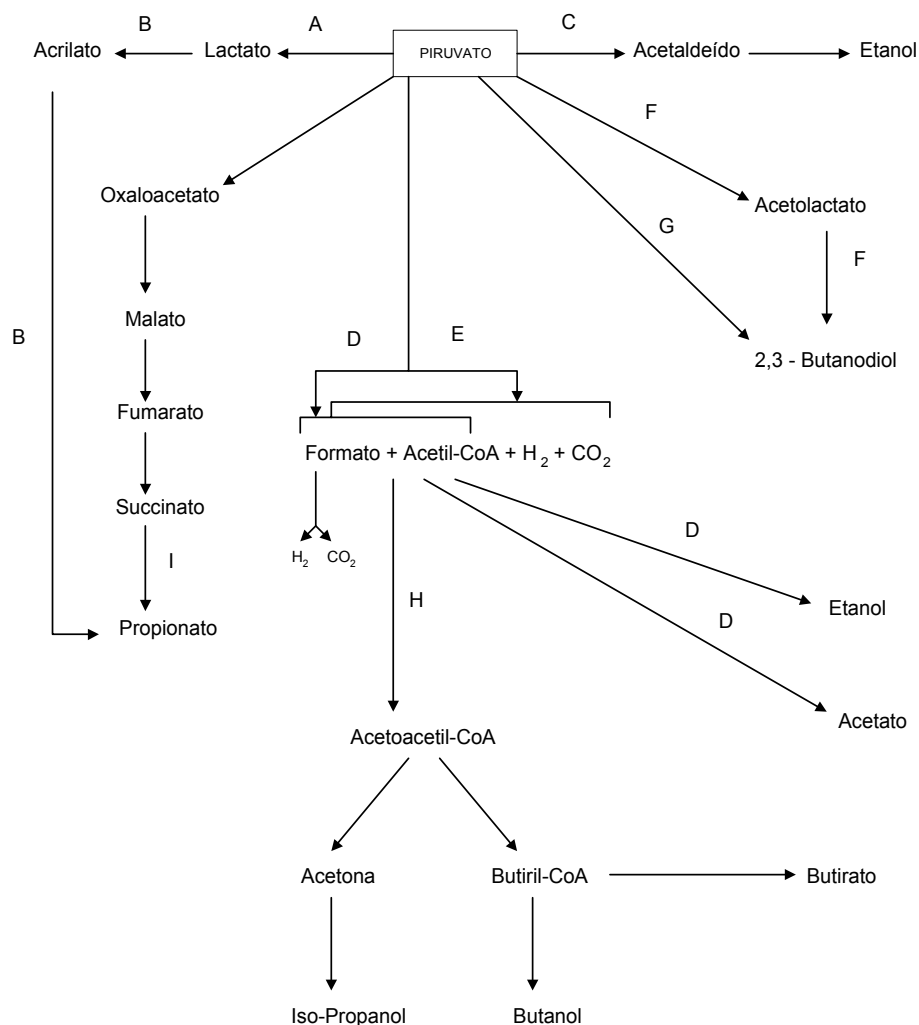 B
A
C
Acrilato
Lactato
PIRUVATO
Acetaldeído
Etanol
F
Oxaloacetato
Acetolactato
G
F
Malato
B
D
E
2,3 - Butanodiol
Fumarato
Formato + Acetil-CoA + H2 + CO2
Succinato
D
I
H2
CO2
H
Etanol
Propionato
D
Acetato
Acetoacetil-CoA
Acetona
Butiril-CoA
Butirato
Iso-Propanol
Butanol